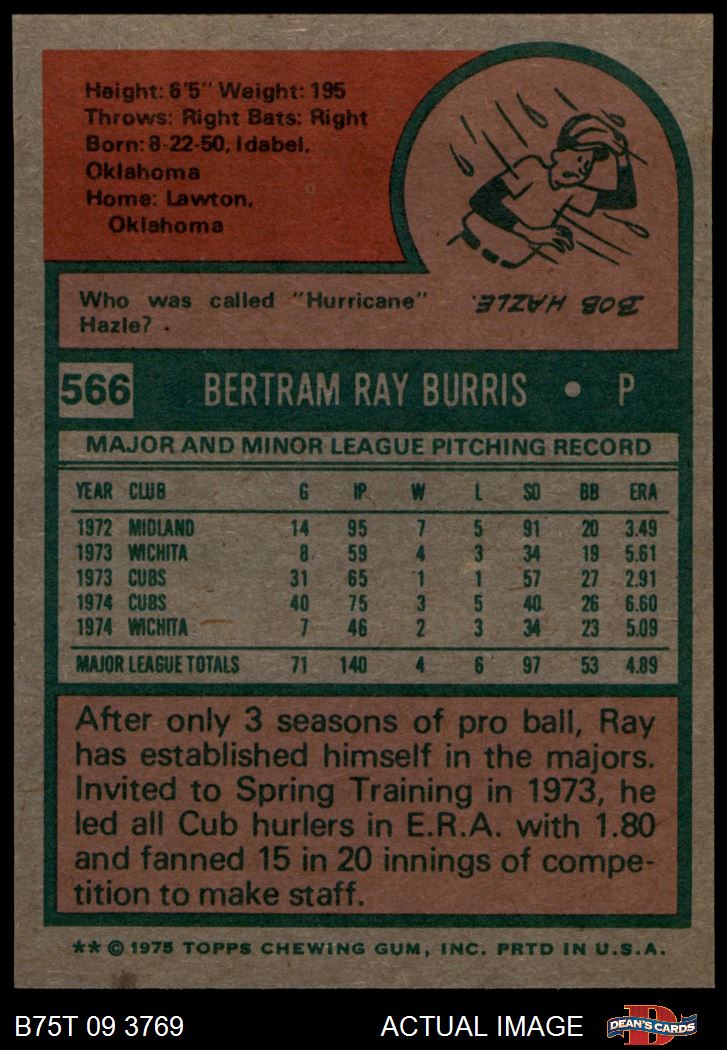 Height: 6'5" Weight: 195
Throws: Right Bats: Right
Born: 8-22-50, Idabel,
Oklahoma
Home: Lawton,
Oklahoma
Who was called "Hurricane"
Hazle?
BOB HAZLE.
566 BERTRAM RAY BURRIS • P
MAJOR AND MINOR LEAGUE PITCHING RECORD
YEAR CLUB G IP W L SO BB ERA
1972 MIDLAND 14 95 7 5 91 20 3.49
1973 WICHITA 8 59 4 3 34 19 5.61
1973 CUBS 31 65 1 1 57 27 2.91
1974 CUBS 40 75 3 5 40 26 6.60
1974 WICHITA 7 46 2 3 34 23 5.09
MAJOR LEAGUE TOTALS 71 140 4 6 97 53 4.89
After only 3 seasons of pro ball, Ray
has established himself in the majors.
Invited to Spring Training in 1973, he
led all Cub hurlers in E.R.A. with 1.80
and fanned 15 in 20 innings of compe-
tition to make staff.
** © 1975 TOPPS CHEWING GUM, INC. PRTD IN U.S.A.
B75T 09 3769 ACTUAL IMAGE D DEAN'S CARDS